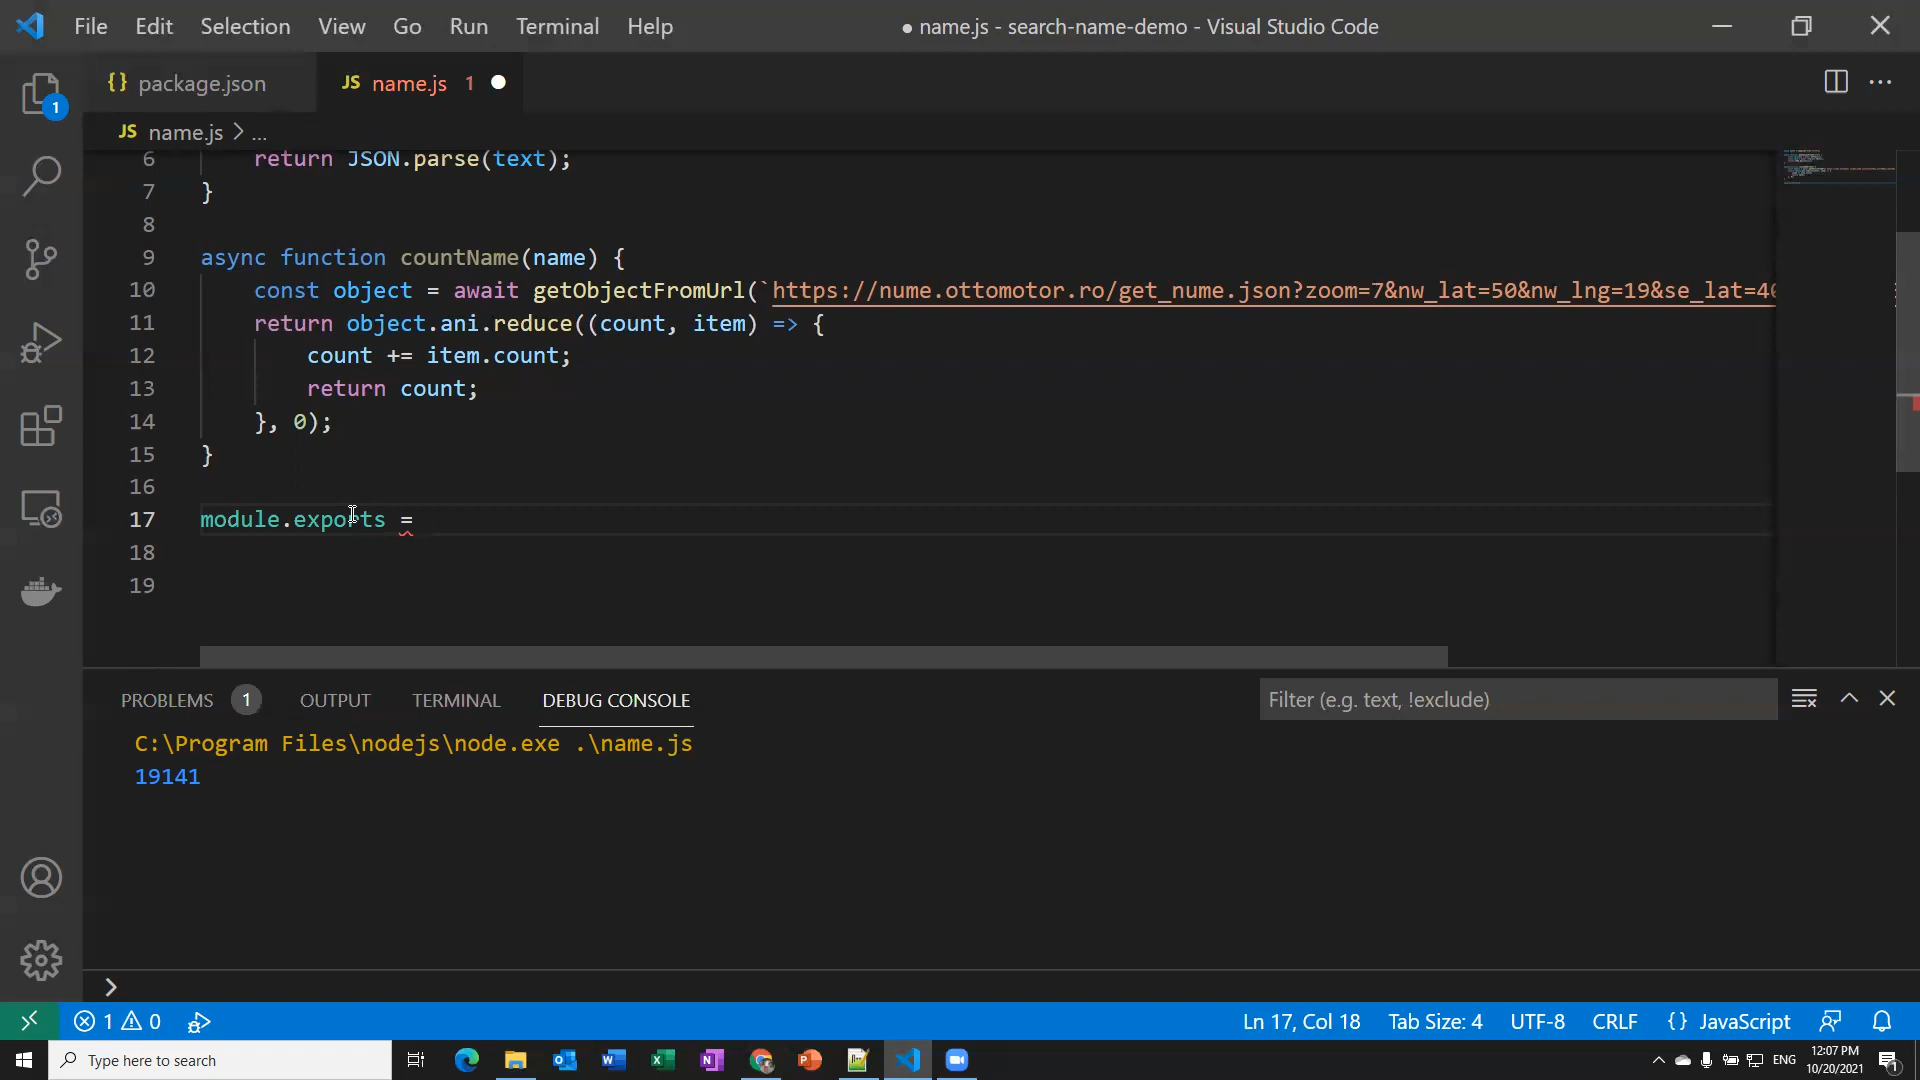 File Edit Selection View Go Run Terminal Help
● name.js - search-name-demo - Visual Studio Code
{} package.json
JS name.js 1
1
JS name.js > ...
6 return JSON.parse(text);
7 }
8
9 async function countName(name) {
10 const object = await getObjectFromUrl(`https://nume.ottomotor.ro/get_nume.json?zoom=7&nw_lat=50&nw_lng=19&se_lat=40
11 return object.ani.reduce((count, item) => {
12 count += item.count;
13 return count;
14 }, 0);
15 }
16
17 module.exports =
18
19
PROBLEMS 1 OUTPUT TERMINAL DEBUG CONSOLE
Filter (e.g. text, !exclude)
C:\Program Files\nodejs\node.exe .\name.js
19141
>
1 0
Ln 17, Col 18 Tab Size: 4 UTF-8 CRLF {} JavaScript
Type here to search
ENG
12:07 PM
10/20/2021
1